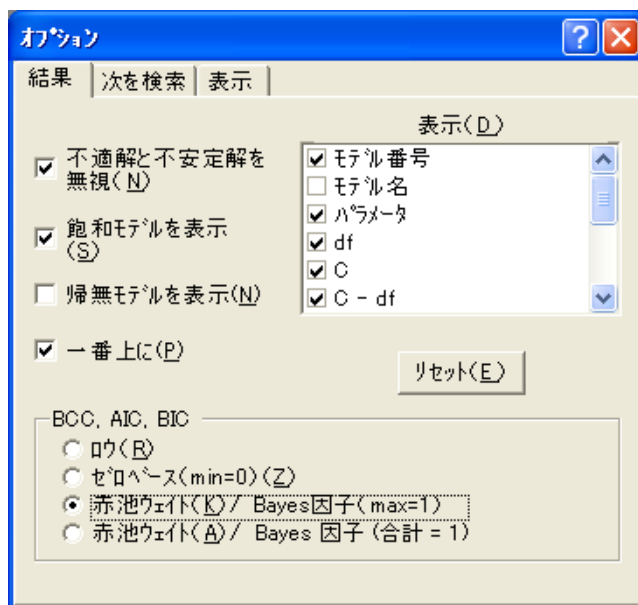 オプション
結果 次を検索 表示
表示(D)
不適解と不安定解を
無視(N)
飽和モデルを表示
(S)
帰無モデルを表示(N)
一番上に(P)
モデル番号
モデル名
パラメータ
df
C
C - df
リセット(E)
BCC, AIC, BIC
ロウ(R)
ゼロベース(min=0)(Z)
赤池ウェイト(K)/ Bayes因子(max=1)
赤池ウェイト(A)/ Bayes 因子 (合計 = 1)